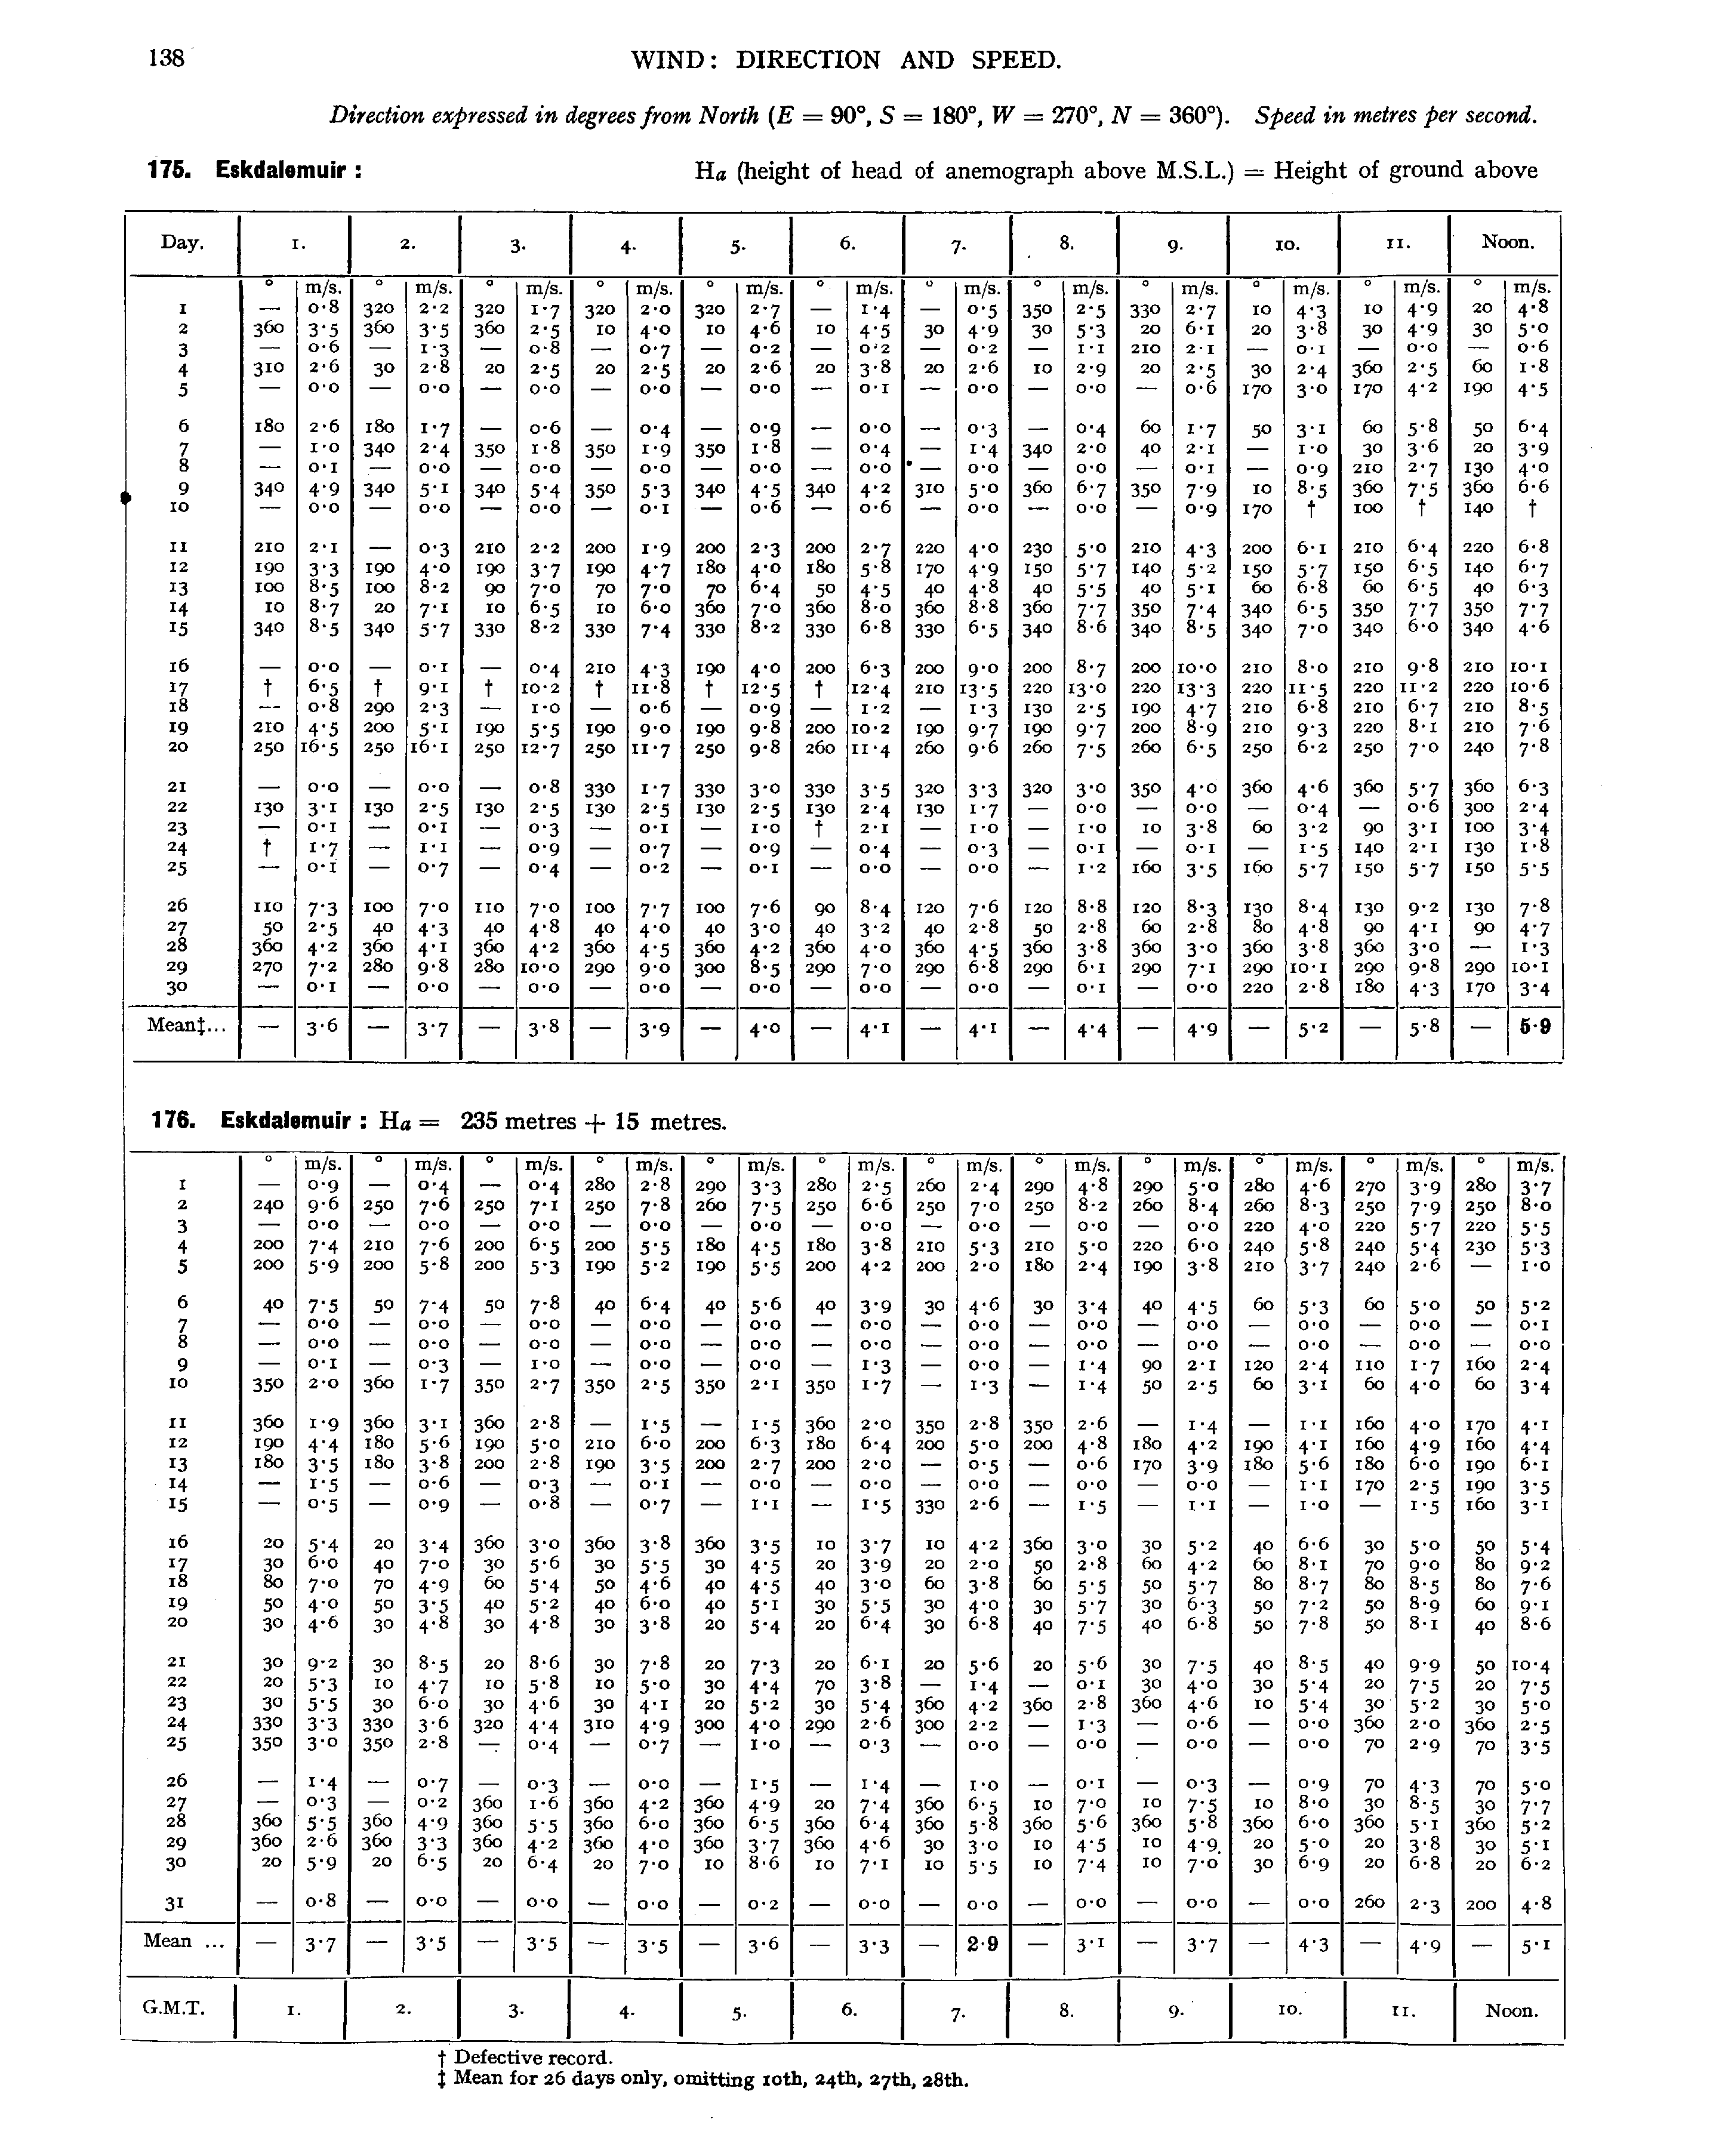 138
WIND: DIRECTION AND SPEED.
Direction expressed in degrees from North (E = 90°, S = 180°, W = 270°, N = 360°). Speed in metres per second.
175. Eskdalemuir : Ha (height of head of anemograph above M.S.L.) = Height of ground above
Day. 1. 2. 3. 4. 5. 6. 7. 8. 9. 10. 11. Noon.
° m/s. ° m/s. ° m/s. ° m/s. ° m/s. ° m/s. ° m/s. ° m/s. ° m/s. ° m/s. ° m/s. ° m/s.
1 — 0·8 320 2·2 320 1·7 320 2·0 320 2·7 — 1·4 — 0·5 350 2·5 330 2·7 10 4·3 10 4·9 20 4·8
2 360 3·5 360 3·5 360 2·5 10 4·0 10 4·6 10 4·5 30 4·9 30 5·3 20 6·1 20 3·8 30 4·9 30 5·0
3 — 0·6 — 1·3 — 0·8 — 0·7 — 0·2 — 0·2 — 0·2 — 1·1 210 2·1 — 0·1 — 0·0 — 0·6
4 310 2·6 30 2·8 20 2·5 20 2·5 20 2·6 20 3·8 20 2·6 10 2·9 20 2·5 30 2·4 360 2·5 60 1·8
5 — 0·0 — 0·0 — 0·0 — 0·0 — 0·0 — 0·1 — 0·0 — 0·0 — 0·6 170 3·0 170 4·2 190 4·5
6 180 2·6 180 1·7 — 0·6 — 0·4 — 0·9 — 0·0 — 0·3 — 0·4 60 1·7 50 3·1 60 5·8 50 6·4
7 — 1·0 340 2·4 350 1·8 350 1·9 350 1·8 — 0·4 — 1·4 340 2·0 40 2·1 — 1·0 30 3·6 20 3·9
8 — 0·1 — 0·0 — 0·0 — 0·0 — 0·0 — 0·0 — 0·0 — 0·0 — 0·1 — 0·9 210 2·7 130 4·0
9 340 4·9 340 5·1 340 5·4 350 5·3 340 4·5 340 4·2 310 5·0 360 6·7 350 7·9 10 8·5 360 7·5 360 6·6
10 — 0·0 — 0·0 — 0·0 — 0·1 — 0·6 — 0·6 — 0·0 — 0·0 — 0·9 170 † 100 † 140 †
11 210 2·1 — 0·3 210 2·2 200 1·9 200 2·3 200 2·7 220 4·0 230 5·0 210 4·3 200 6·1 210 6·4 220 6·8
12 190 3·3 190 4·0 190 3·7 190 4·7 180 4·0 180 5·8 170 4·9 150 5·7 140 5·2 150 5·7 150 6·5 140 6·7
13 100 8·5 100 8·2 90 7·0 70 7·0 70 6·4 50 4·5 40 4·8 40 5·5 40 5·1 60 6·8 60 6·5 40 6·3
14 10 8·7 20 7·1 10 6·5 10 6·0 360 7·0 360 8·0 360 8·8 360 7·7 350 7·4 340 6·5 350 7·7 350 7·7
15 340 8·5 340 5·7 330 8·2 330 7·4 330 8·2 330 6·8 330 6·5 340 8·6 340 8·5 340 7·0 340 6·0 340 4·6
16 — 0·0 — 0·1 — 0·4 210 4·3 190 4·0 200 6·3 200 9·0 200 8·7 200 10·0 210 8·0 210 9·8 210 10·1
17 † 6·5 † 9·1 † 10·2 † 11·8 † 12·5 † 12·4 210 13·5 220 13·0 220 13·3 220 11·5 220 11·2 220 10·6
18 — 0·8 290 2·3 — 1·0 — 0·6 — 0·9 — 1·2 — 1·3 130 2·5 190 4·7 210 6·8 210 6·7 210 8·5
19 210 4·5 200 5·1 190 5·5 190 9·0 190 9·8 200 10·2 190 9·7 190 9·7 200 8·9 210 9·3 220 8·1 210 7·6
20 250 16·5 250 16·1 250 12·7 250 11·7 250 9·8 260 11·4 260 9·6 260 7·5 260 6·5 250 6·2 250 7·0 240 7·8
21 — 0·0 — 0·0 — 0·8 330 1·7 330 3·0 330 3·5 320 3·3 320 3·0 350 4·0 360 4·6 360 5·7 360 6·3
22 130 3·1 130 2·5 130 2·5 130 2·5 130 2·5 130 2·4 130 1·7 — 0·0 — 0·0 — 0·4 — 0·6 300 2·4
23 — 0·1 — 0·1 — 0·3 — 0·1 — 1·0 † 2·1 — 1·0 — 1·0 10 3·8 60 3·2 90 3·1 100 3·4
24 † 1·7 — 1·1 — 0·9 — 0·7 — 0·9 — 0·4 — 0·3 — 0·1 — 0·1 — 1·5 140 2·1 130 1·8
25 — 0·1 — 0·7 — 0·4 — 0·2 — 0·1 — 0·0 — 0·0 — 1·2 160 3·5 160 5·7 150 5·7 150 5·5
26 110 7·3 100 7·0 110 7·0 100 7·7 100 7·6 90 8·4 120 7·6 120 8·8 120 8·3 130 8·4 130 9·2 130 7·8
27 50 2·5 40 4·3 40 4·8 40 4·0 40 3·0 40 3·2 40 2·8 50 2·8 60 2·8 80 4·8 90 4·1 90 4·7
28 360 4·2 360 4·1 360 4·2 360 4·5 360 4·2 360 4·0 360 4·5 360 3·8 360 3·0 360 3·8 360 3·0 — 1·3
29 270 7·2 280 9·8 280 10·0 290 9·0 300 8·5 290 7·0 290 6·8 290 6·1 290 7·1 290 10·1 290 9·8 290 10·1
30 — 0·1 — 0·0 — 0·0 — 0·0 — 0·0 — 0·0 — 0·0 — 0·1 — 0·0 220 2·8 180 4·3 170 3·4
Mean‡... — 3·6 — 3·7 — 3·8 — 3·9 — 4·0 — 4·1 — 4·1 — 4·4 — 4·9 — 5·2 — 5·8 — 5·9
176. Eskdalemuir : Ha = 235 metres + 15 metres.
° m/s. ° m/s. ° m/s. ° m/s. ° m/s. ° m/s. ° m/s. ° m/s. ° m/s. ° m/s. ° m/s. ° m/s.
1 — 0·9 — 0·4 — 0·4 280 2·8 290 3·3 280 2·5 260 2·4 290 4·8 290 5·0 280 4·6 270 3·9 280 3·7
2 240 9·6 250 7·6 250 7·1 250 7·8 260 7·5 250 6·6 250 7·0 250 8·2 260 8·4 260 8·3 250 7·9 250 8·0
3 — 0·0 — 0·0 — 0·0 — 0·0 — 0·0 — 0·0 — 0·0 — 0·0 — 0·0 220 4·0 220 5·7 220 5·5
4 200 7·4 210 7·6 200 6·5 200 5·5 180 4·5 180 3·8 210 5·3 210 5·0 220 6·0 240 5·8 240 5·4 230 5·3
5 200 5·9 200 5·8 200 5·3 190 5·2 190 5·5 200 4·2 200 2·0 180 2·4 190 3·8 210 3·7 240 2·6 — 1·0
6 40 7·5 50 7·4 50 7·8 40 6·4 40 5·6 40 3·9 30 4·6 30 3·4 40 4·5 60 5·3 60 5·0 50 5·2
7 — 0·0 — 0·0 — 0·0 — 0·0 — 0·0 — 0·0 — 0·0 — 0·0 — 0·0 — 0·0 — 0·0 — 0·1
8 — 0·0 — 0·0 — 0·0 — 0·0 — 0·0 — 0·0 — 0·0 — 0·0 — 0·0 — 0·0 — 0·0 — 0·0
9 — 0·1 — 0·3 — 1·0 — 0·0 — 0·0 — 1·3 — 0·0 — 1·4 90 2·1 120 2·4 110 1·7 160 2·4
10 350 2·0 360 1·7 350 2·7 350 2·5 350 2·1 350 1·7 — 1·3 — 1·4 50 2·5 60 3·1 60 4·0 60 3·4
11 360 1·9 360 3·1 360 2·8 — 1·5 — 1·5 360 2·0 350 2·8 350 2·6 — 1·4 — 1·1 160 4·0 170 4·1
12 190 4·4 180 5·6 190 5·0 210 6·0 200 6·3 180 6·4 200 5·0 200 4·8 180 4·2 190 4·1 160 4·9 160 4·4
13 180 3·5 180 3·8 200 2·8 190 3·5 200 2·7 200 2·0 — 0·5 — 0·6 170 3·9 180 5·6 180 6·0 190 6·1
14 — 1·5 — 0·6 — 0·3 — 0·1 — 0·0 — 0·0 — 0·0 — 0·0 — 0·0 — 1·1 170 2·5 190 3·5
15 — 0·5 — 0·9 — 0·8 — 0·7 — 1·1 — 1·5 330 2·6 — 1·5 — 1·1 — 1·0 — 1·5 160 3·1
16 20 5·4 20 3·4 360 3·0 360 3·8 360 3·5 10 3·7 10 4·2 360 3·0 30 5·2 40 6·6 30 5·0 50 5·4
17 30 6·0 40 7·0 30 5·6 30 5·5 30 4·5 20 3·9 20 2·0 50 2·8 60 4·2 60 8·1 70 9·0 80 9·2
18 80 7·0 70 4·9 60 5·4 50 4·6 40 4·5 40 3·0 60 3·8 60 5·5 50 5·7 80 8·7 80 8·5 80 7·6
19 50 4·0 50 3·5 40 5·2 40 6·0 40 5·1 30 5·5 30 4·0 30 5·7 30 6·3 50 7·2 50 8·9 60 9·1
20 30 4·6 30 4·8 30 4·8 30 3·8 20 5·4 20 6·4 30 6·8 40 7·5 40 6·8 50 7·8 50 8·1 40 8·6
21 30 9·2 30 8·5 20 8·6 30 7·8 20 7·3 20 6·1 20 5·6 20 5·6 30 7·5 40 8·5 40 9·9 50 10·4
22 20 5·3 10 4·7 10 5·8 10 5·0 30 4·4 70 3·8 — 1·4 — 0·1 30 4·0 30 5·4 20 7·5 20 7·5
23 30 5·5 30 6·0 30 4·6 30 4·1 20 5·2 30 5·4 360 4·2 360 2·8 360 4·6 10 5·4 30 5·2 30 5·0
24 330 3·3 330 3·6 320 4·4 310 4·9 300 4·0 290 2·6 300 2·2 — 1·3 — 0·6 — 0·0 360 2·0 360 2·5
25 350 3·0 350 2·8 — 0·4 — 0·7 — 1·0 — 0·3 — 0·0 — 0·0 — 0·0 — 0·0 70 2·9 70 3·5
26 — 1·4 — 0·7 — 0·3 — 0·0 — 1·5 — 1·4 — 1·0 — 0·1 — 0·3 — 0·9 70 4·3 70 5·0
27 — 0·3 — 0·2 360 1·6 360 4·2 360 4·9 20 7·4 360 6·5 10 7·0 10 7·5 10 8·0 30 8·5 30 7·7
28 360 5·5 360 4·9 360 5·5 360 6·0 360 6·5 360 6·4 360 5·8 360 5·6 360 5·8 360 6·0 360 5·1 360 5·2
29 360 2·6 360 3·3 360 4·2 360 4·0 360 3·7 360 4·6 30 3·0 10 4·5 10 4·9 20 5·0 20 3·8 30 5·1
30 20 5·9 20 6·5 20 6·4 20 7·0 10 8·6 10 7·1 10 5·5 10 7·4 10 7·0 30 6·9 20 6·8 20 6·2
31 — 0·8 — 0·0 — 0·0 — 0·0 — 0·2 — 0·0 — 0·0 — 0·0 — 0·0 — 0·0 260 2·3 200 4·8
Mean ... — 3·7 — 3·5 — 3·5 — 3·5 — 3·6 — 3·3 — 2·9 — 3·1 — 3·7 — 4·3 — 4·9 — 5·1
G.M.T. 1. 2. 3. 4. 5. 6. 7. 8. 9. 10. 11. Noon.
† Defective record.
‡ Mean for 26 days only, omitting 10th, 24th, 27th, 28th.